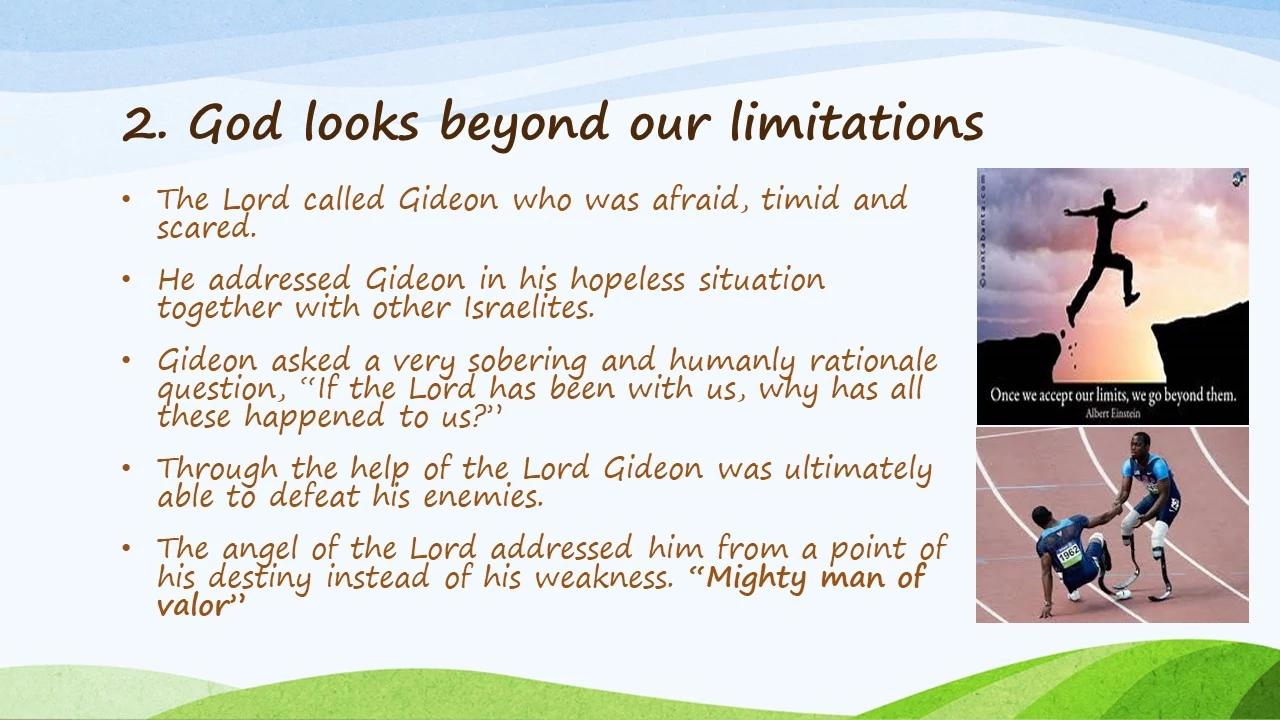 2. God looks beyond our limitations
• The Lord called Gideon who was afraid, timid and
scared.
• He addressed Gideon in his hopeless situation
together with other Israelites.
• Gideon asked a very sobering and humanly rationale
question, “If the Lord has been with us, why has all
these happened to us?”
• Through the help of the Lord Gideon was ultimately
able to defeat his enemies.
• The angel of the Lord addressed him from a point of
his destiny instead of his weakness. “Mighty man of
valor”
©santabanta.com
Once we accept our limits, we go beyond them.
Albert Einstein
1962